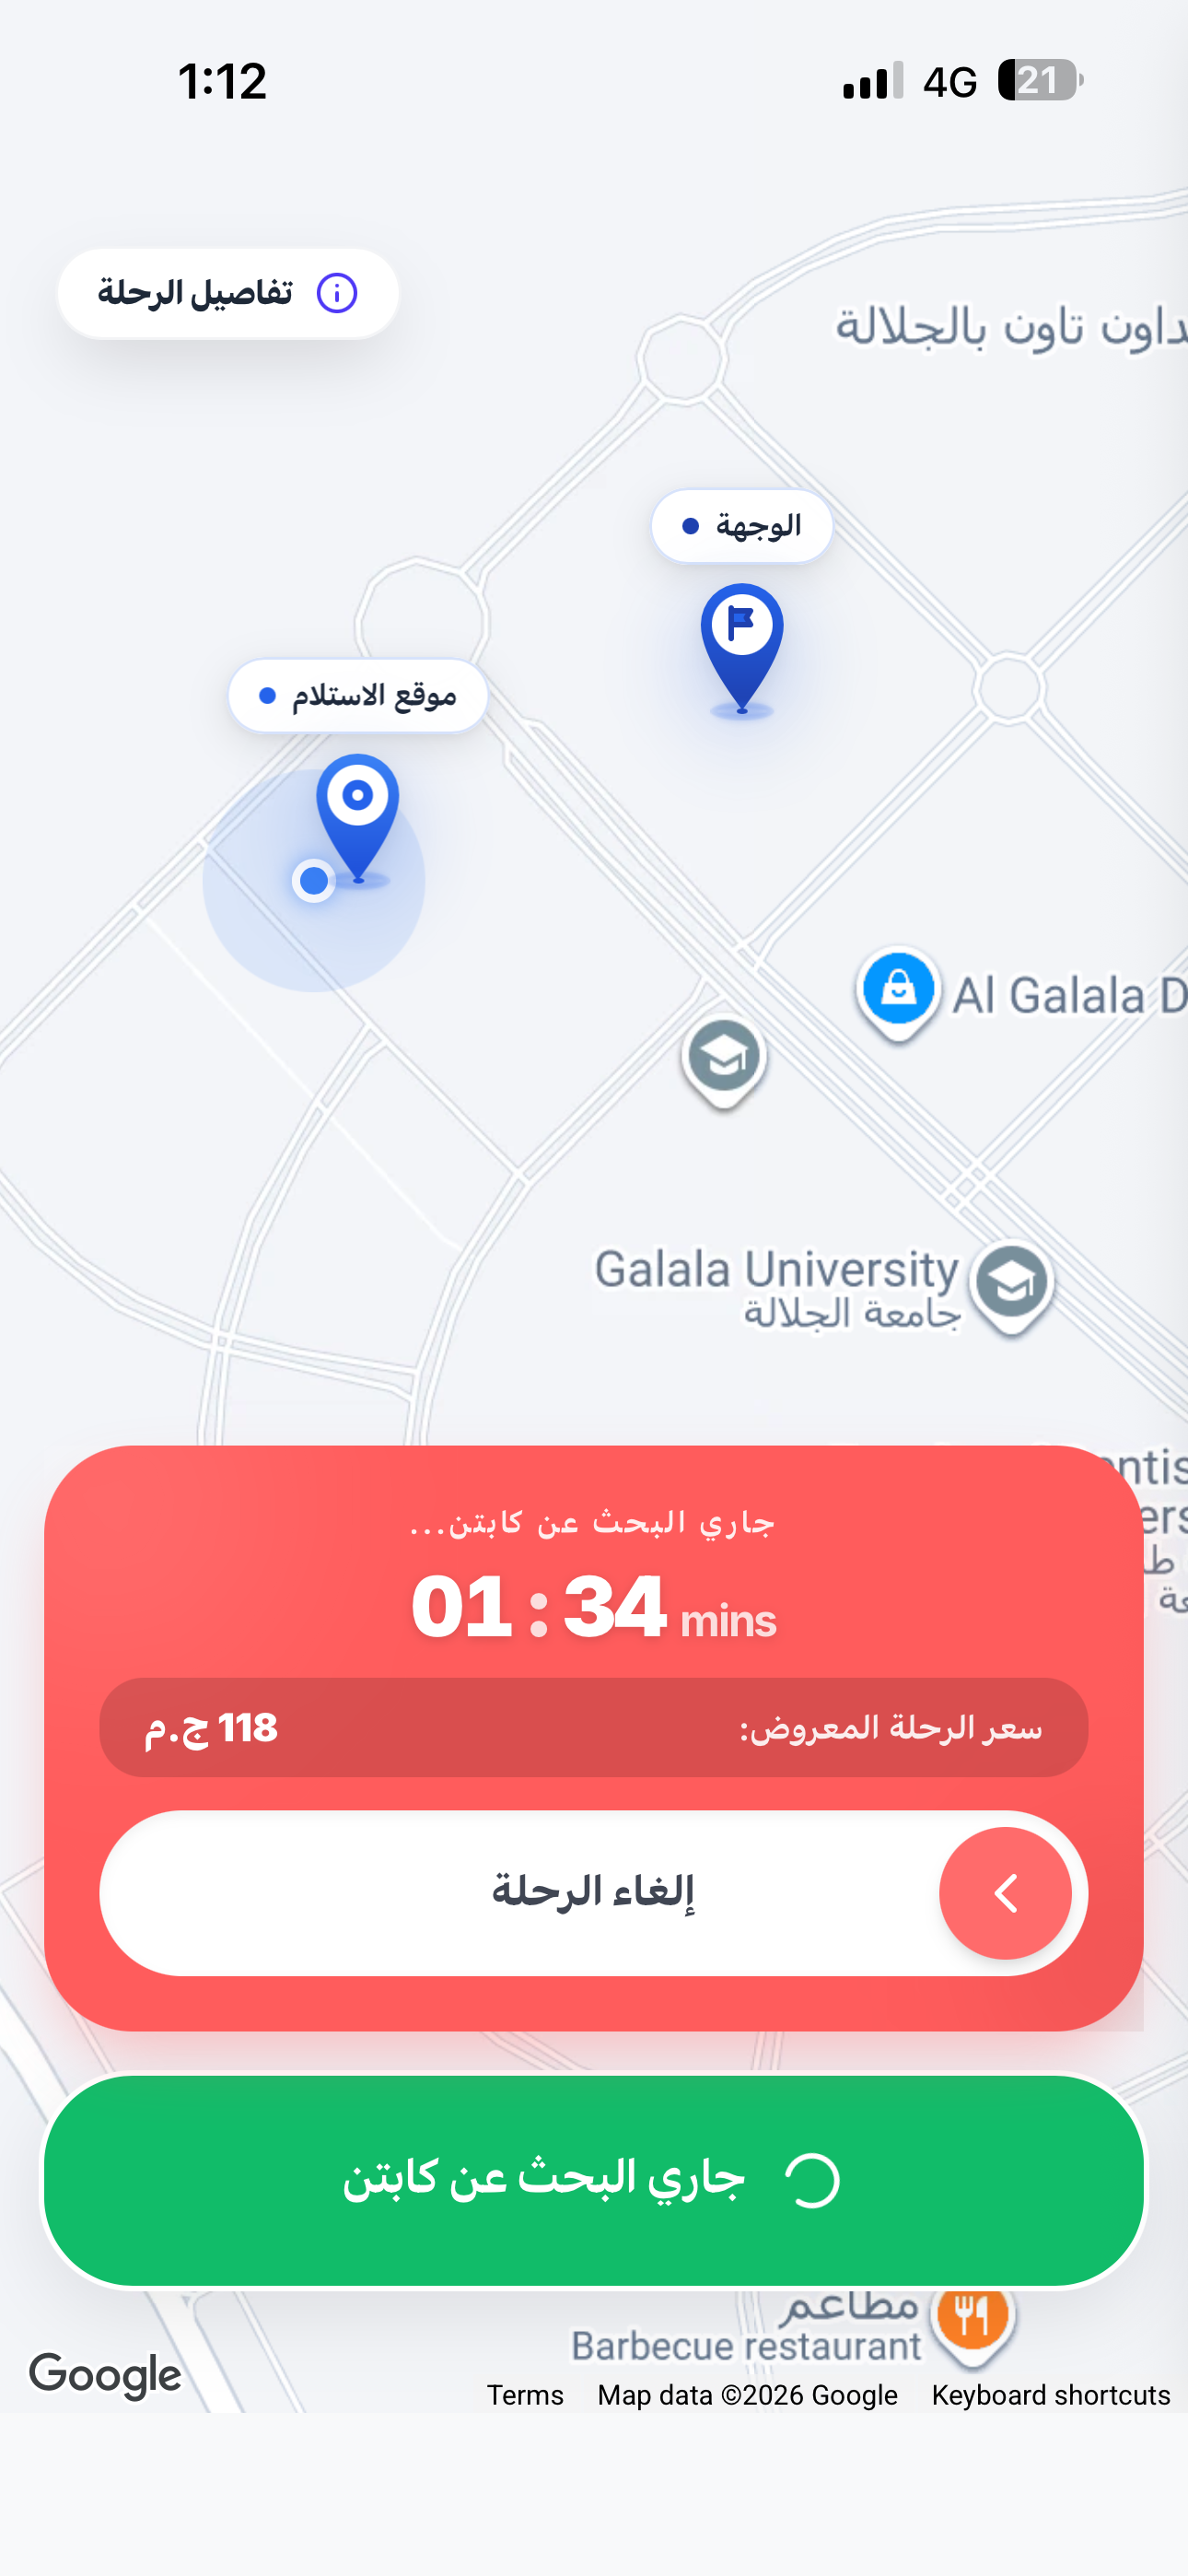 1:12
4G
21
تفاصيل الرحلة
داون تاون بالجلالة
الوجهة
موقع الاستلام
Al Galala D
Galala University
جامعة الجلالة
جاري البحث عن كابتن...
01 : 34 mins
سعر الرحلة المعروض:
118 ج.م
إلغاء الرحلة
جاري البحث عن كابتن
مطاعم
Barbecue restaurant
Google
Terms
Map data ©2026 Google
Keyboard shortcuts